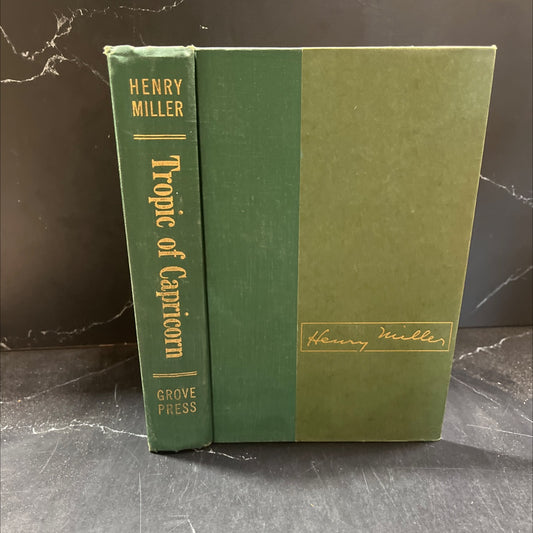 HENRY
MILLER
Tropic of Capricorn
GROVE
PRESS
Henry Miller